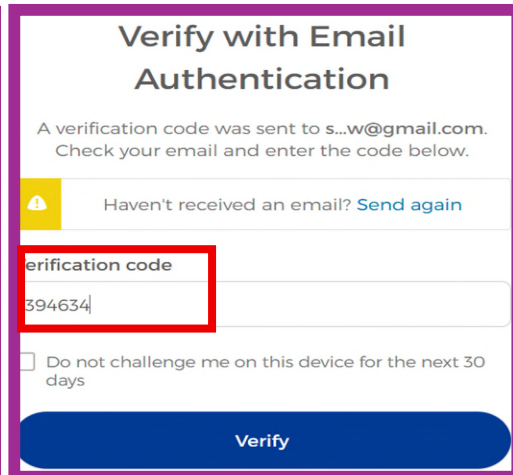 Verify with Email
Authentication
A verification code was sent to s...w@gmail.com.
Check your email and enter the code below.
Haven't received an email? Send again
erification code
394634
Do not challenge me on this device for the next 30
days
Verify